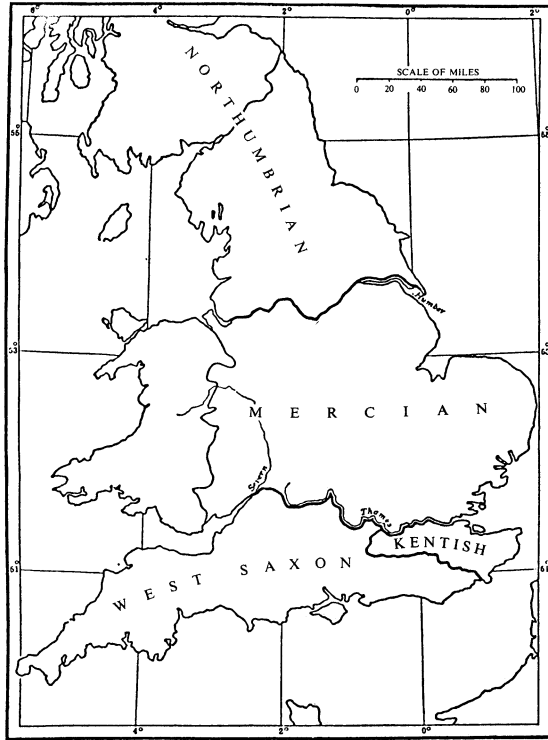 6° 4° 2° 0° 2°
SCALE OF MILES
0 20 40 60 80 100
NORTHUMBRIAN
55
Humber
53
MERCIAN
Severn
Thames
KENTISH
51
WEST SAXON
4° 2° 0°